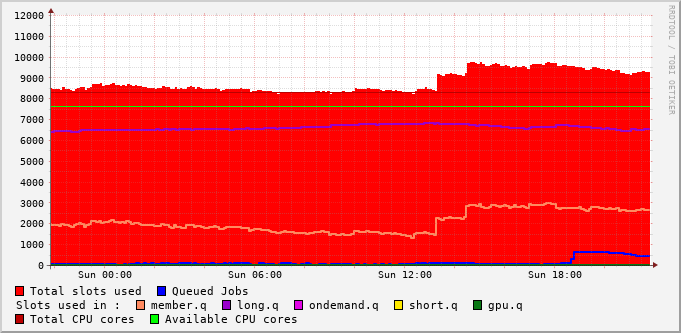 12000
11000
10000
9000
8000
7000
6000
5000
4000
3000
2000
1000
0
Sun 00:00 Sun 06:00 Sun 12:00 Sun 18:00
RRDTOOL / TOBI OETIKER
Total slots used Queued Jobs
Slots used in : member.q long.q ondemand.q short.q gpu.q
Total CPU cores Available CPU cores